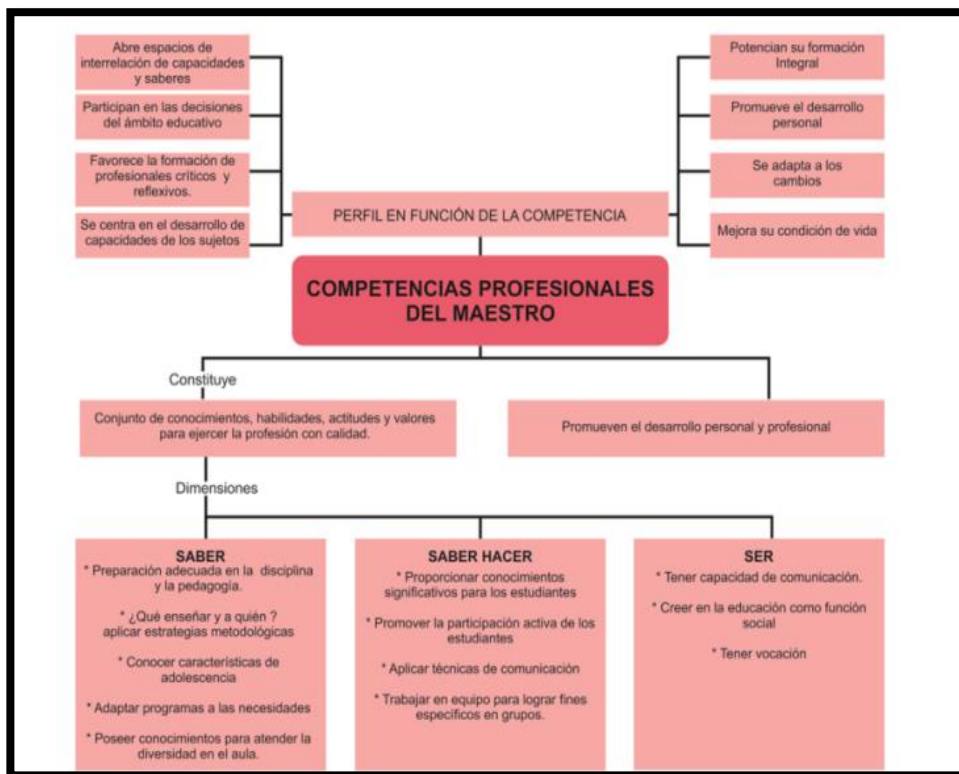 Abre espacios de
interrelación de capacidades
y saberes
Participan en las decisiones
del ámbito educativo
Favorece la formación de
profesionales críticos y
reflexivos.
Se centra en el desarrollo de
capacidades de los sujetos
Potencian su formación
Integral
Promueve el desarrollo
personal
Se adapta a los
cambios
Mejora su condición de vida
PERFIL EN FUNCIÓN DE LA COMPETENCIA
COMPETENCIAS PROFESIONALES
DEL MAESTRO
Constituye
Conjunto de conocimientos, habilidades, actitudes y valores
para ejercer la profesión con calidad.
Promueven el desarrollo personal y profesional
Dimensiones
SABER
* Preparación adecuada en la disciplina
y la pedagogía.
* ¿Qué enseñar y a quién ?
aplicar estrategias metodológicas
* Conocer características de
adolescencia
* Adaptar programas a las necesidades
* Poseer conocimientos para atender la
diversidad en el aula.
SABER HACER
* Proporcionar conocimientos
significativos para los estudiantes
* Promover la participación activa de los
estudiantes
* Aplicar técnicas de comunicación
* Trabajar en equipo para lograr fines
específicos en grupos.
SER
* Tener capacidad de comunicación.
* Creer en la educación como función
social
* Tener vocación